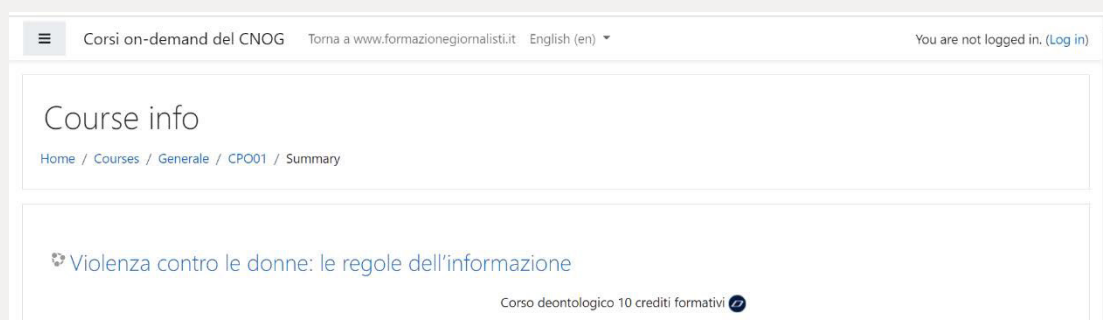 Corsi on-demand del CNOG Torna a www.formazionegiornalisti.it English (en) You are not logged in. (Log in)
Course info
Home / Courses / Generale / CPO01 / Summary
Violenza contro le donne: le regole dell'informazione
Corso deontologico 10 crediti formativi